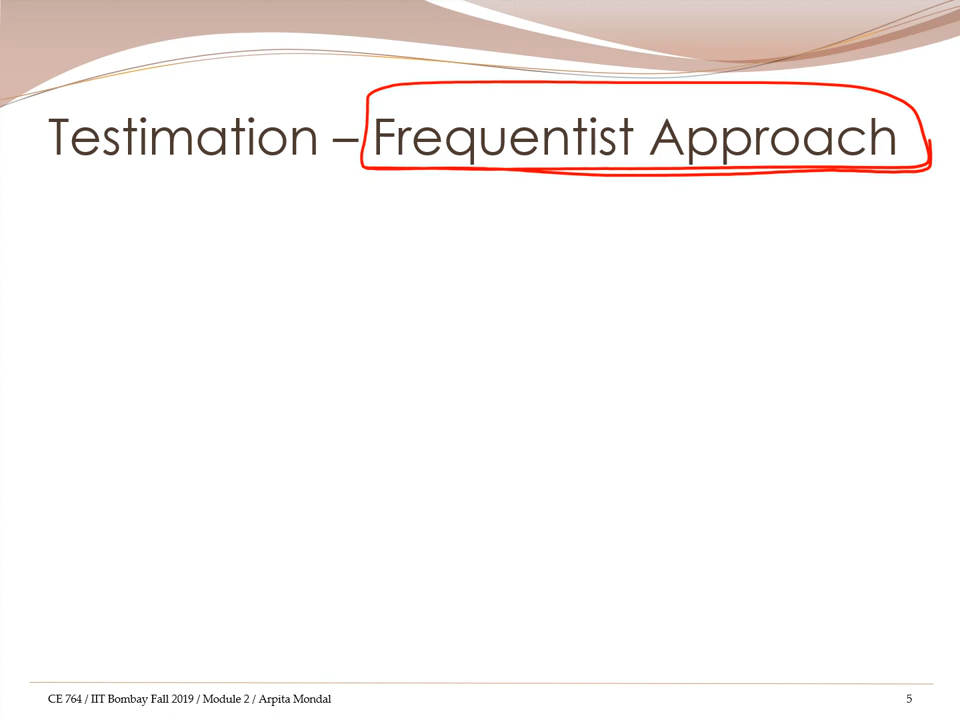 Testimation – Frequentist Approach
CE 764 / IIT Bombay Fall 2019 / Module 2 / Arpita Mondal
5